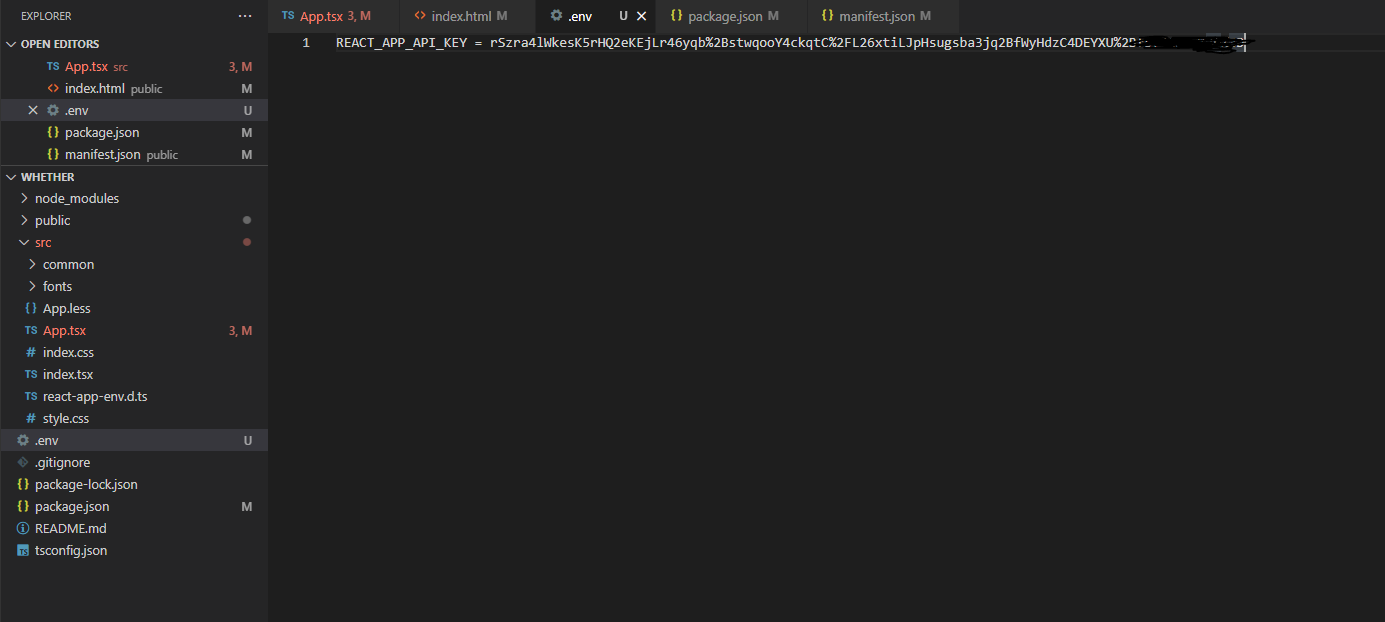 EXPLORER ...
OPEN EDITORS
TS App.tsx src 3, M
<> index.html public M
.env U
{} package.json M
{} manifest.json public M
WHETHER
node_modules
public
src
common
fonts
{} App.less
TS App.tsx 3, M
# index.css
TS index.tsx
TS react-app-env.d.ts
# style.css
.env U
.gitignore
{} package-lock.json
{} package.json M
README.md
TS tsconfig.json
TS App.tsx 3, M <> index.html M .env U {} package.json M {} manifest.json M
1 REACT_APP_API_KEY = rSzra4lWkesK5rHQ2eKEjLr46yqb%2BstwqooY4ckqtC%2FL26xtiLJpHsugsba3jq2BfWyHdzC4DEYXU%2